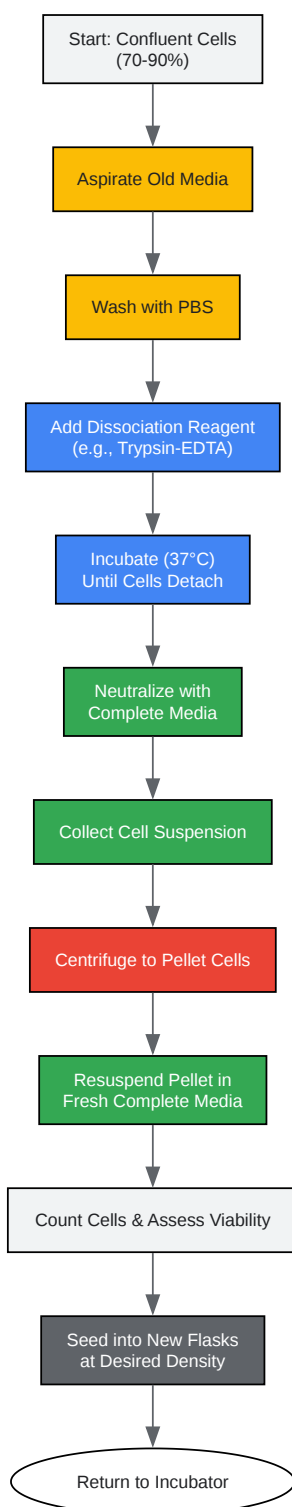 Start: Confluent Cells
(70-90%)
Aspirate Old Media
Wash with PBS
Add Dissociation Reagent
(e.g., Trypsin-EDTA)
Incubate (37°C)
Until Cells Detach
Neutralize with
Complete Media
Collect Cell Suspension
Centrifuge to Pellet Cells
Resuspend Pellet in
Fresh Complete Media
Count Cells & Assess Viability
Seed into New Flasks
at Desired Density
Return to Incubator